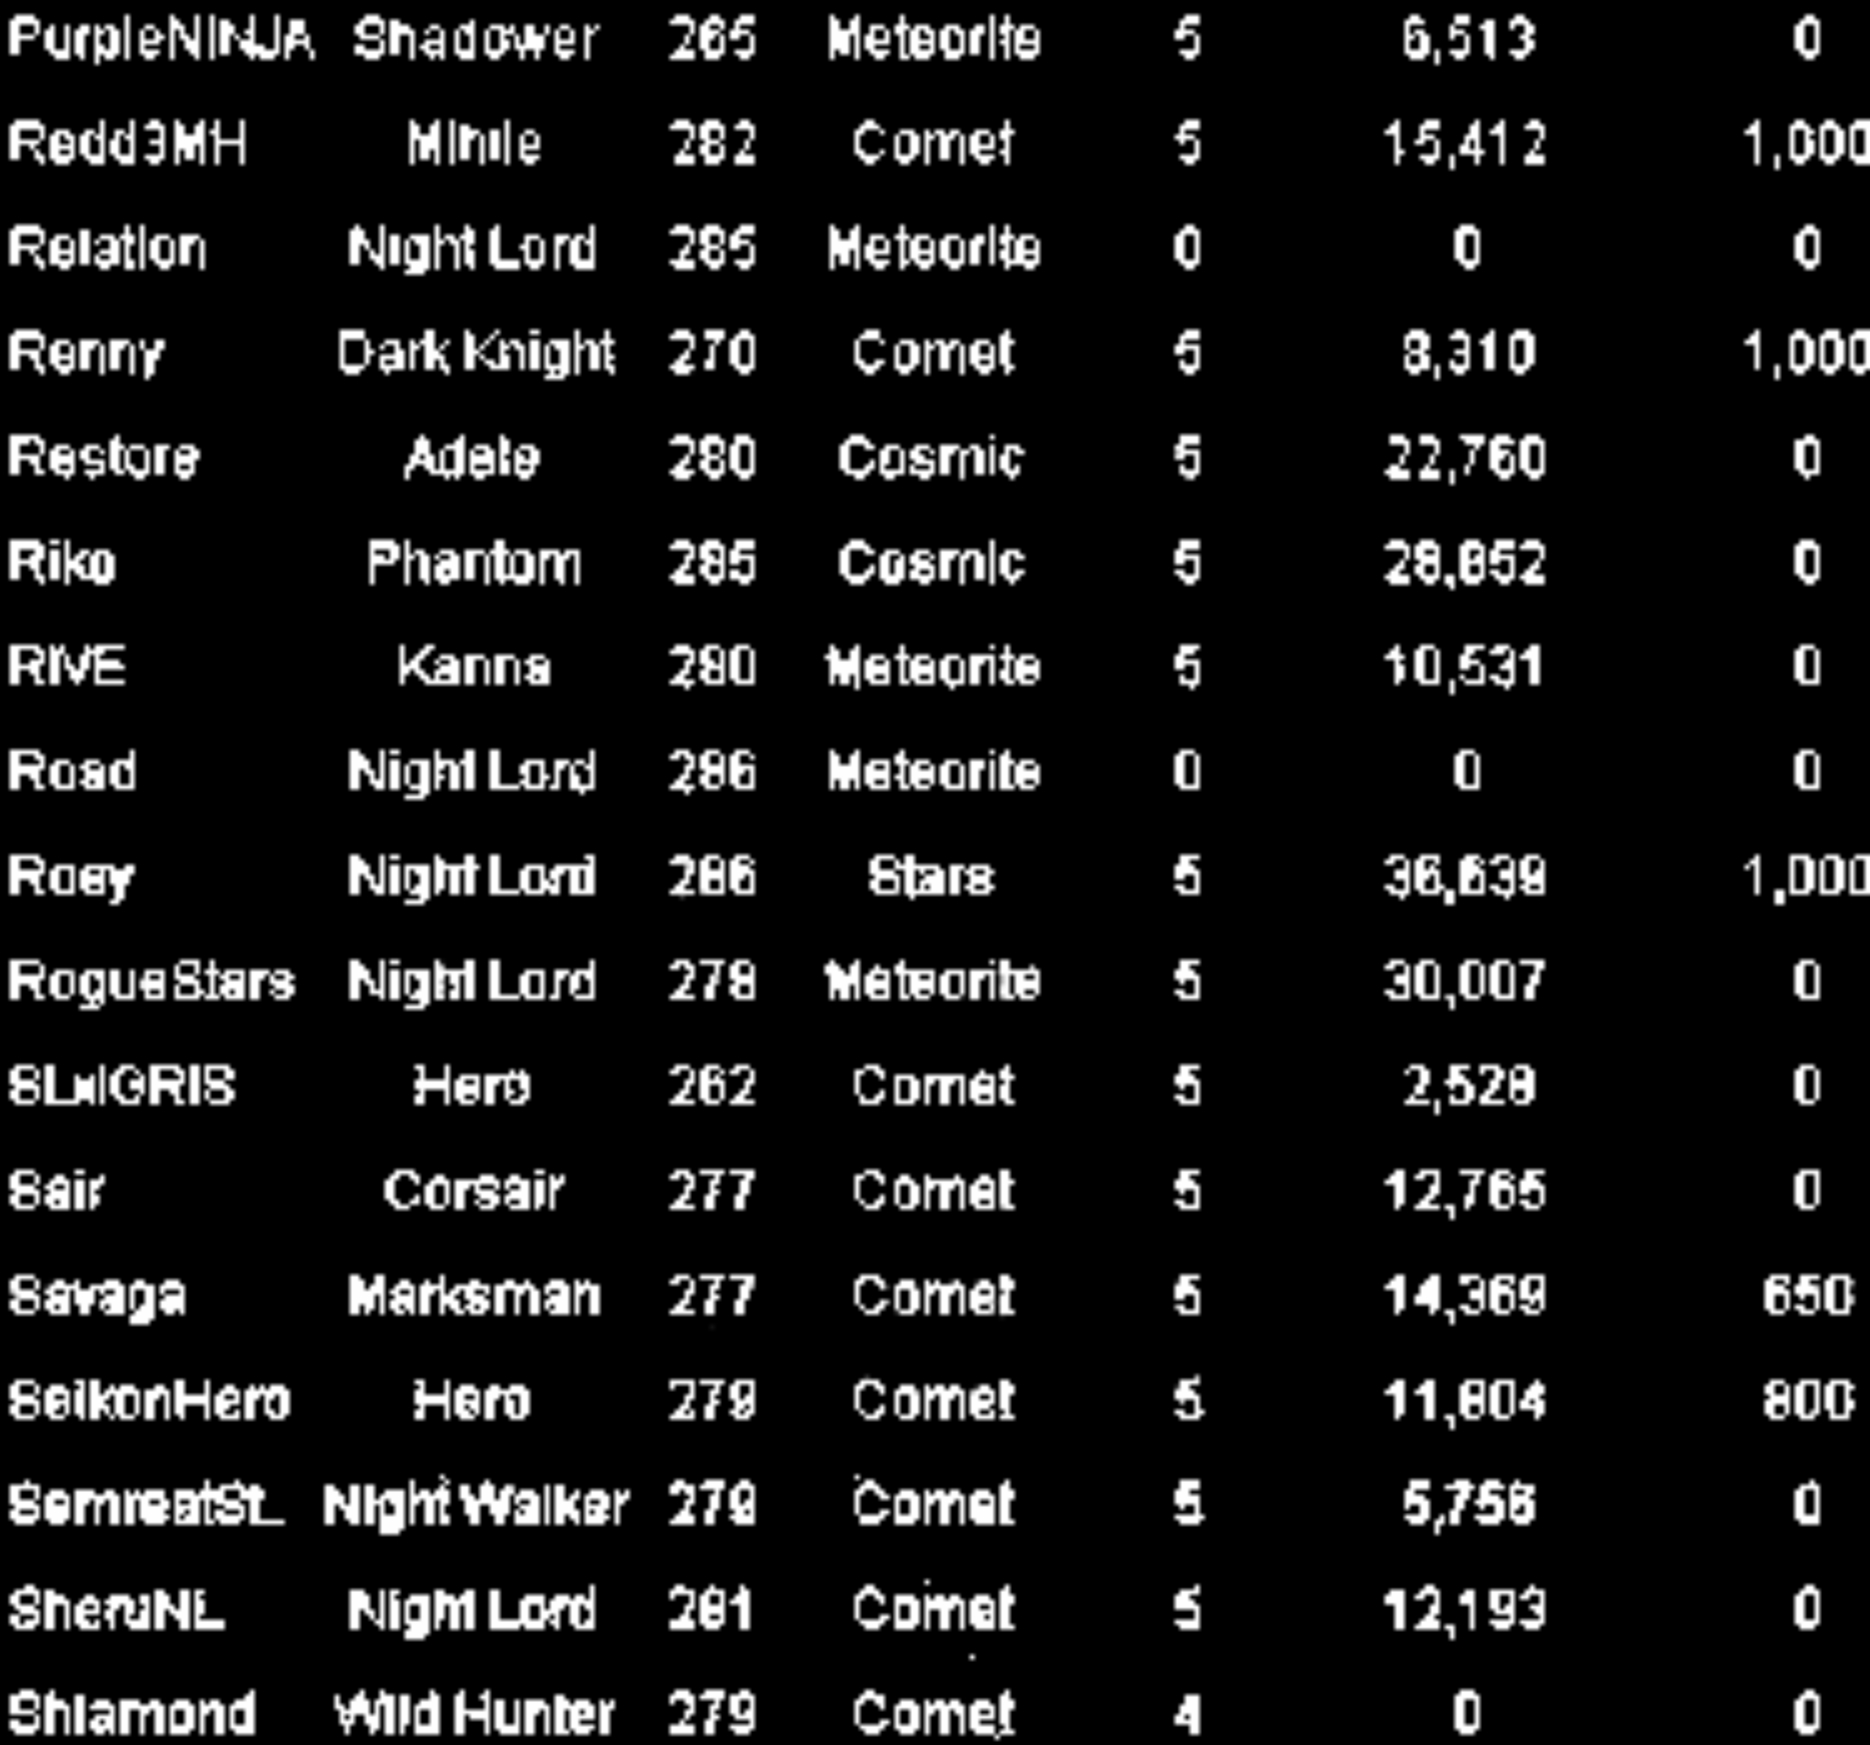 PurpleNINJA Shadower 265 Meteorite 5 6,513 0
Redd3MH Mihile 282 Comet 5 15,412 1,000
Relation Night Lord 285 Meteorite 0 0 0
Renny Dark Knight 270 Comet 5 8,310 1,000
Restore Adele 280 Cosmic 5 22,760 0
Riko Phantom 285 Cosmic 5 28,852 0
RIVE Kanna 280 Meteorite 5 10,531 0
Road Night Lord 286 Meteorite 0 0 0
Roey Night Lord 286 Stars 5 36,639 1,000
RogueStars Night Lord 278 Meteorite 5 30,007 0
Hero 262 Comet 5 2,528 0
Sair Corsair 277 Comet 5 12,765 0
Savaga Marksman 277 Comet 5 14,369 650
SeikonHero Hero 279 Comet 5 11,804 800
SemreatSL Night Walker 279 Comet 5 5,756 0
Night Lord 281 Comet 5 12,193 0
Shiamond Wild Hunter 279 Comet 4 0 0